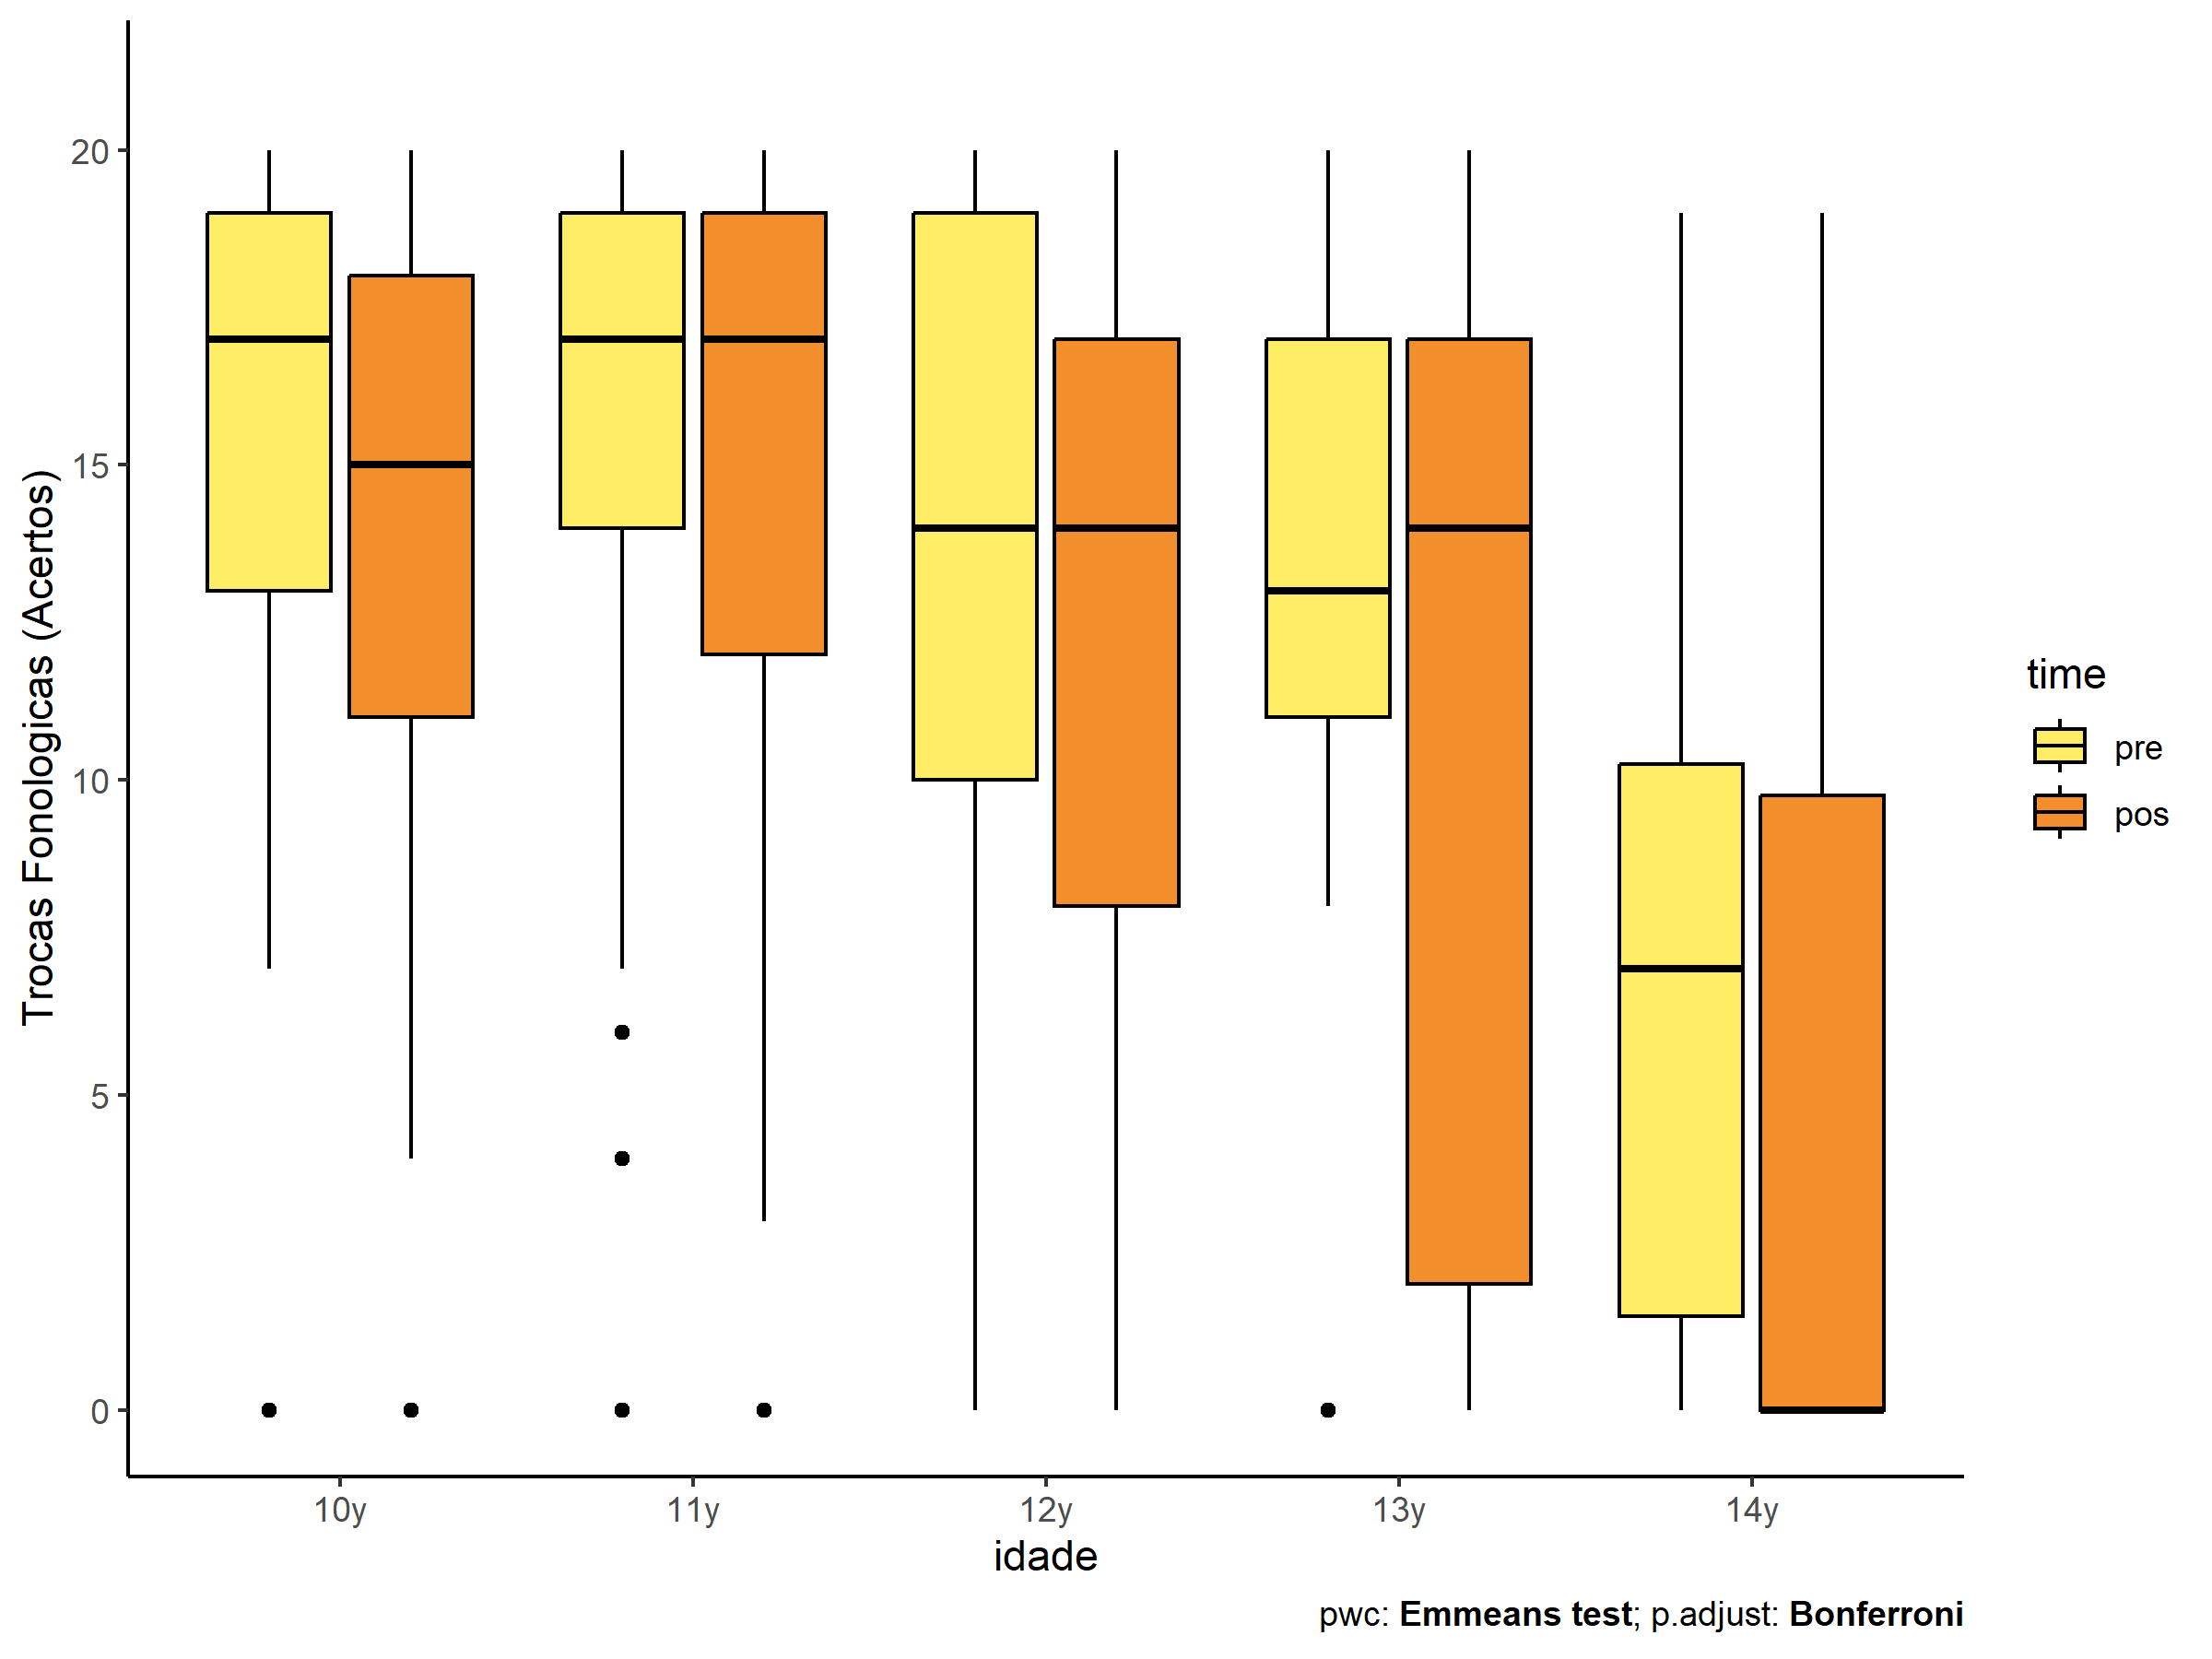 Trocas Fonologicas (Acertos)
20
15
10
5
0
10y 11y 12y 13y 14y
idade
time
pre
pos
pwc: Emmeans test; p.adjust: Bonferroni